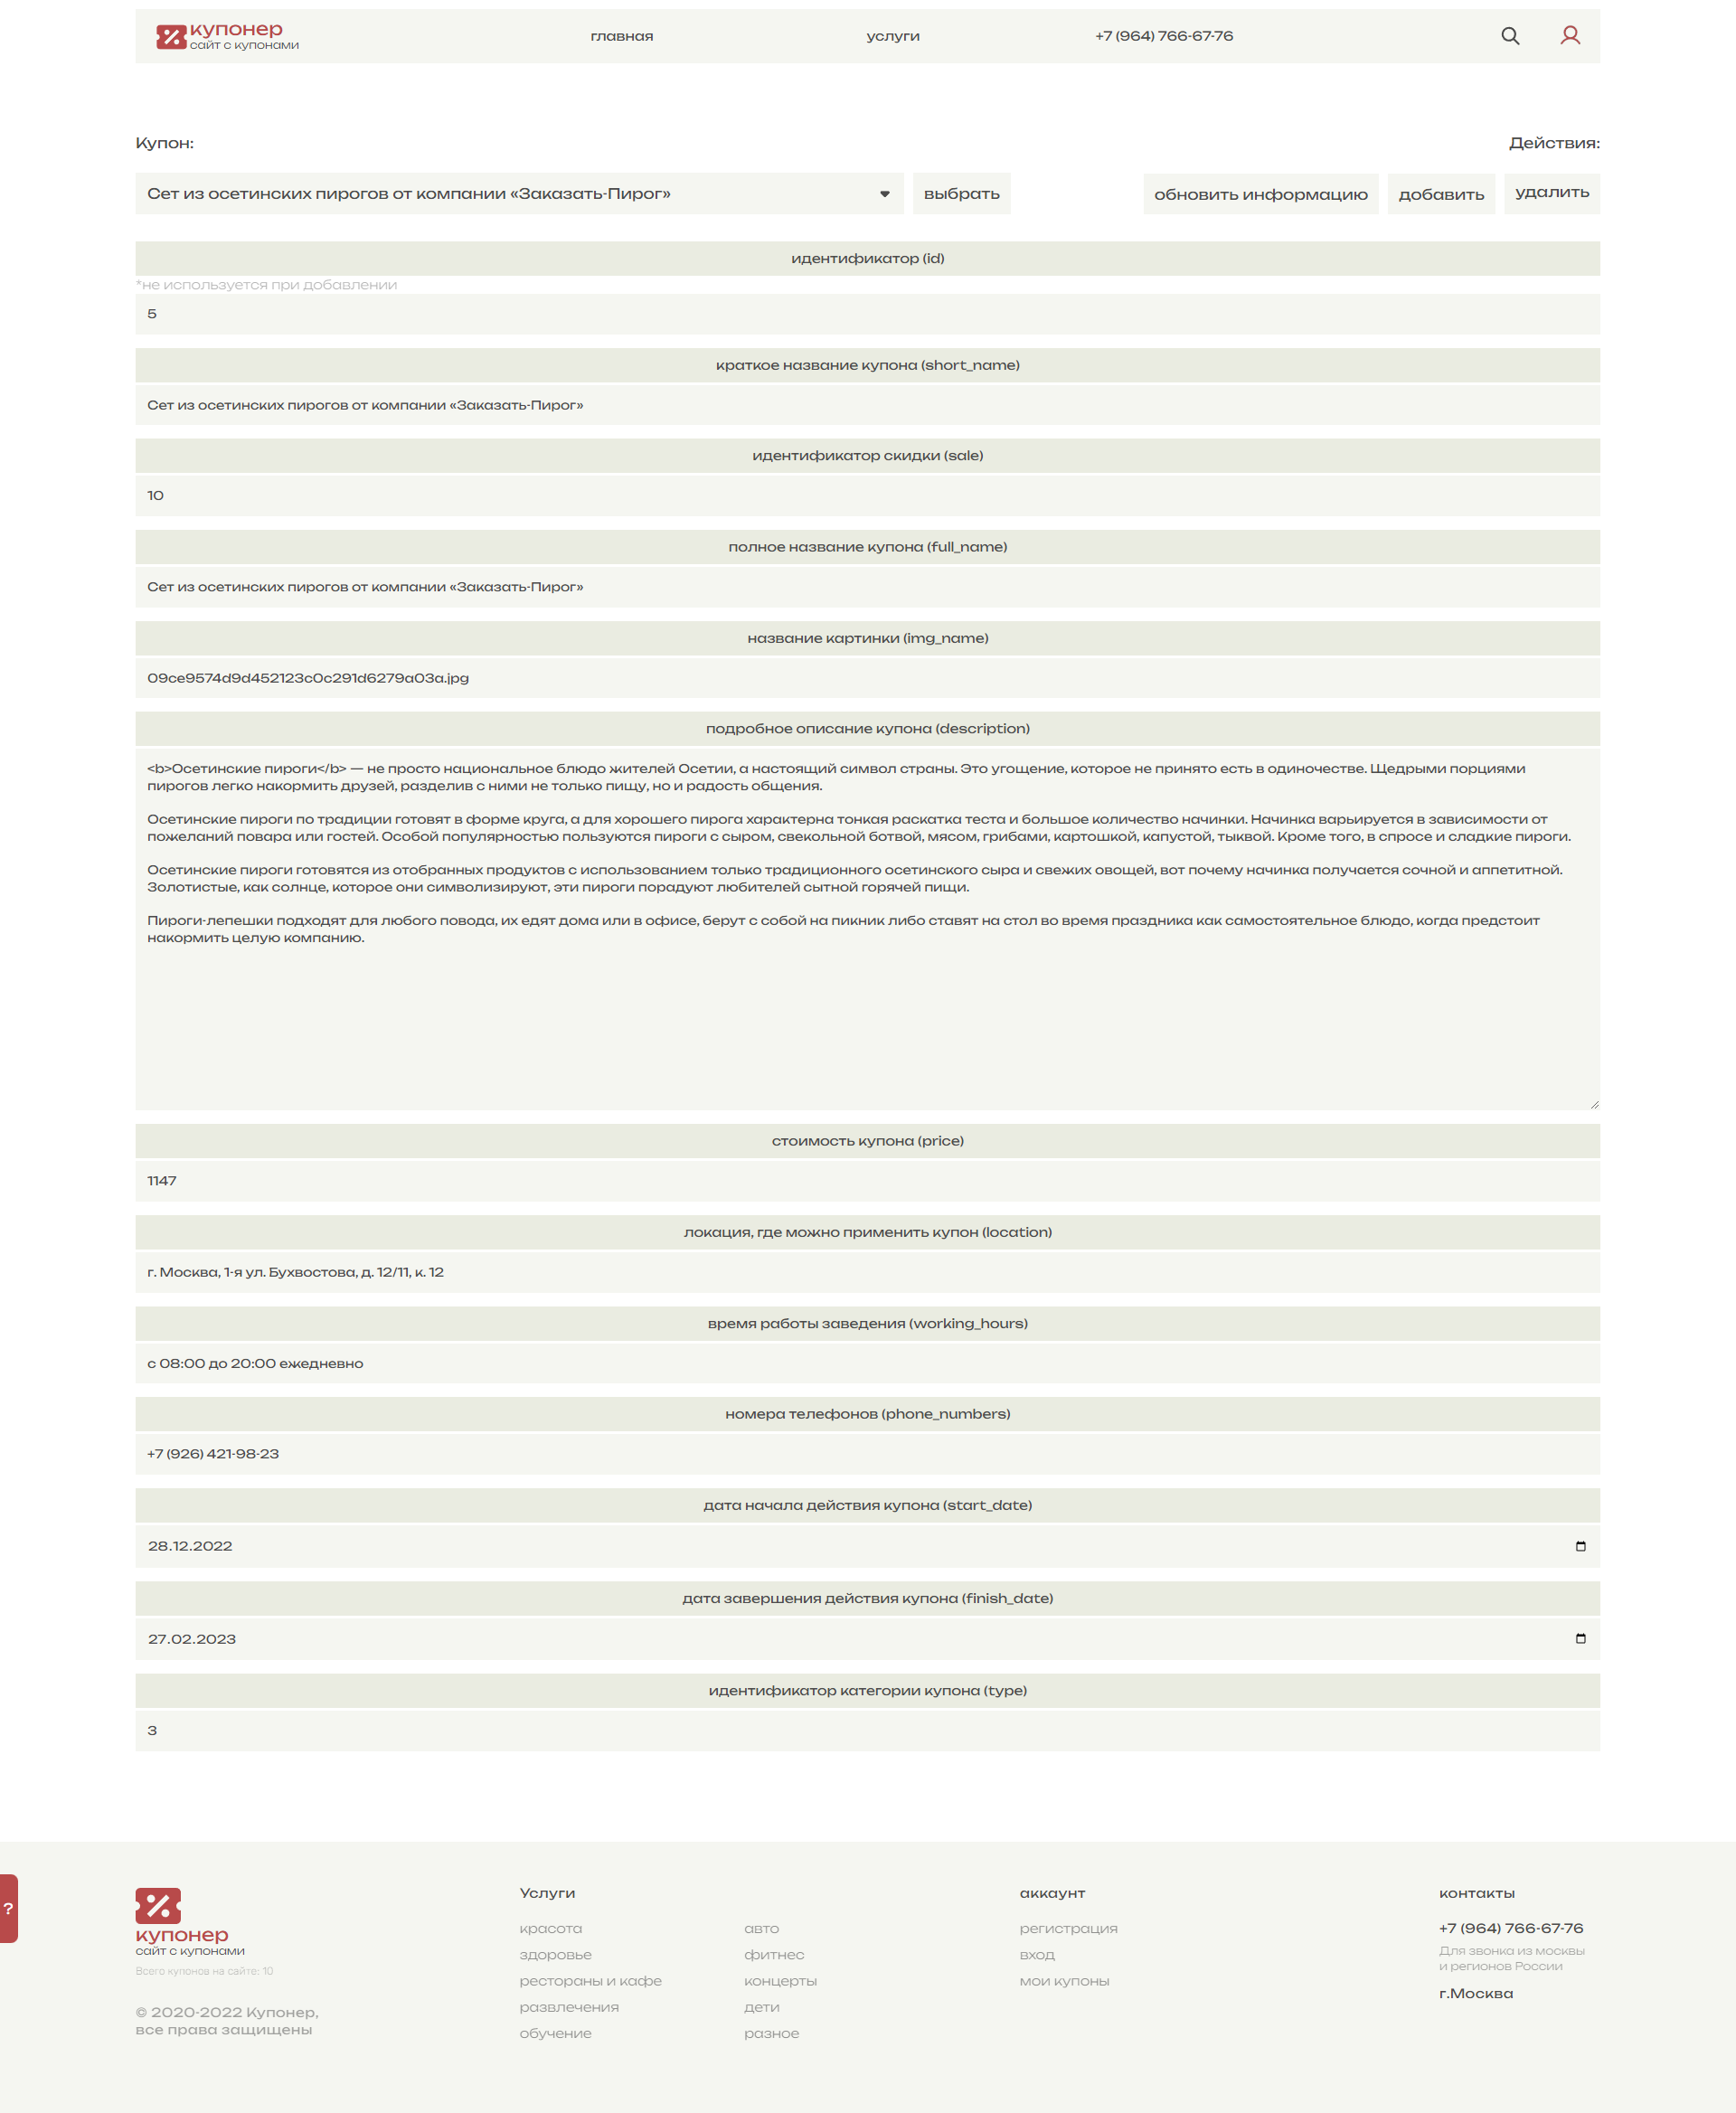 купонер
сайт с купонами
главная
услуги
+7 (964) 766-67-76
Купон:
Действия:
Сет из осетинских пирогов от компании «Заказать-Пирог»
выбрать
обновить информацию
добавить
удалить
идентификатор (id)
*не используется при добавлении
5
краткое название купона (short_name)
Сет из осетинских пирогов от компании «Заказать-Пирог»
идентификатор скидки (sale)
10
полное название купона (full_name)
Сет из осетинских пирогов от компании «Заказать-Пирог»
название картинки (img_name)
09ce9574d9d452123c0c291d6279a03a.jpg
подробное описание купона (description)
<b>Осетинские пироги</b> — не просто национальное блюдо жителей Осетии, а настоящий символ страны. Это угощение, которое не принято есть в одиночестве. Щедрыми порциями
пирогов легко накормить друзей, разделив с ними не только пищу, но и радость общения.
Осетинские пироги по традиции готовят в форме круга, а для хорошего пирога характерна тонкая раскатка теста и большое количество начинки. Начинка варьируется в зависимости от
пожеланий повара или гостей. Особой популярностью пользуются пироги с сыром, свекольной ботвой, мясом, грибами, картошкой, капустой, тыквой. Кроме того, в спросе и сладкие пироги.
Осетинские пироги готовятся из отобранных продуктов с использованием только традиционного осетинского сыра и свежих овощей, вот почему начинка получается сочной и аппетитной.
Золотистые, как солнце, которое они символизируют, эти пироги порадуют любителей сытной горячей пищи.
Пироги-лепешки подходят для любого повода, их едят дома или в офисе, берут с собой на пикник либо ставят на стол во время праздника как самостоятельное блюдо, когда предстоит
накормить целую компанию.
стоимость купона (price)
1147
локация, где можно применить купон (location)
г. Москва, 1-я ул. Бухвостова, д. 12/11, к. 12
время работы заведения (working_hours)
с 08:00 до 20:00 ежедневно
номера телефонов (phone_numbers)
+7 (926) 421-98-23
дата начала действия купона (start_date)
28.12.2022
дата завершения действия купона (finish_date)
27.02.2023
идентификатор категории купона (type)
3
?
купонер
сайт с купонами
Всего купонов на сайте: 10
© 2020-2022 Купонер,
все права защищены
Услуги
красота
здоровье
рестораны и кафе
развлечения
обучение
авто
фитнес
концерты
дети
разное
аккаунт
регистрация
вход
мои купоны
контакты
+7 (964) 766-67-76
Для звонка из москвы
и регионов России
г.Москва